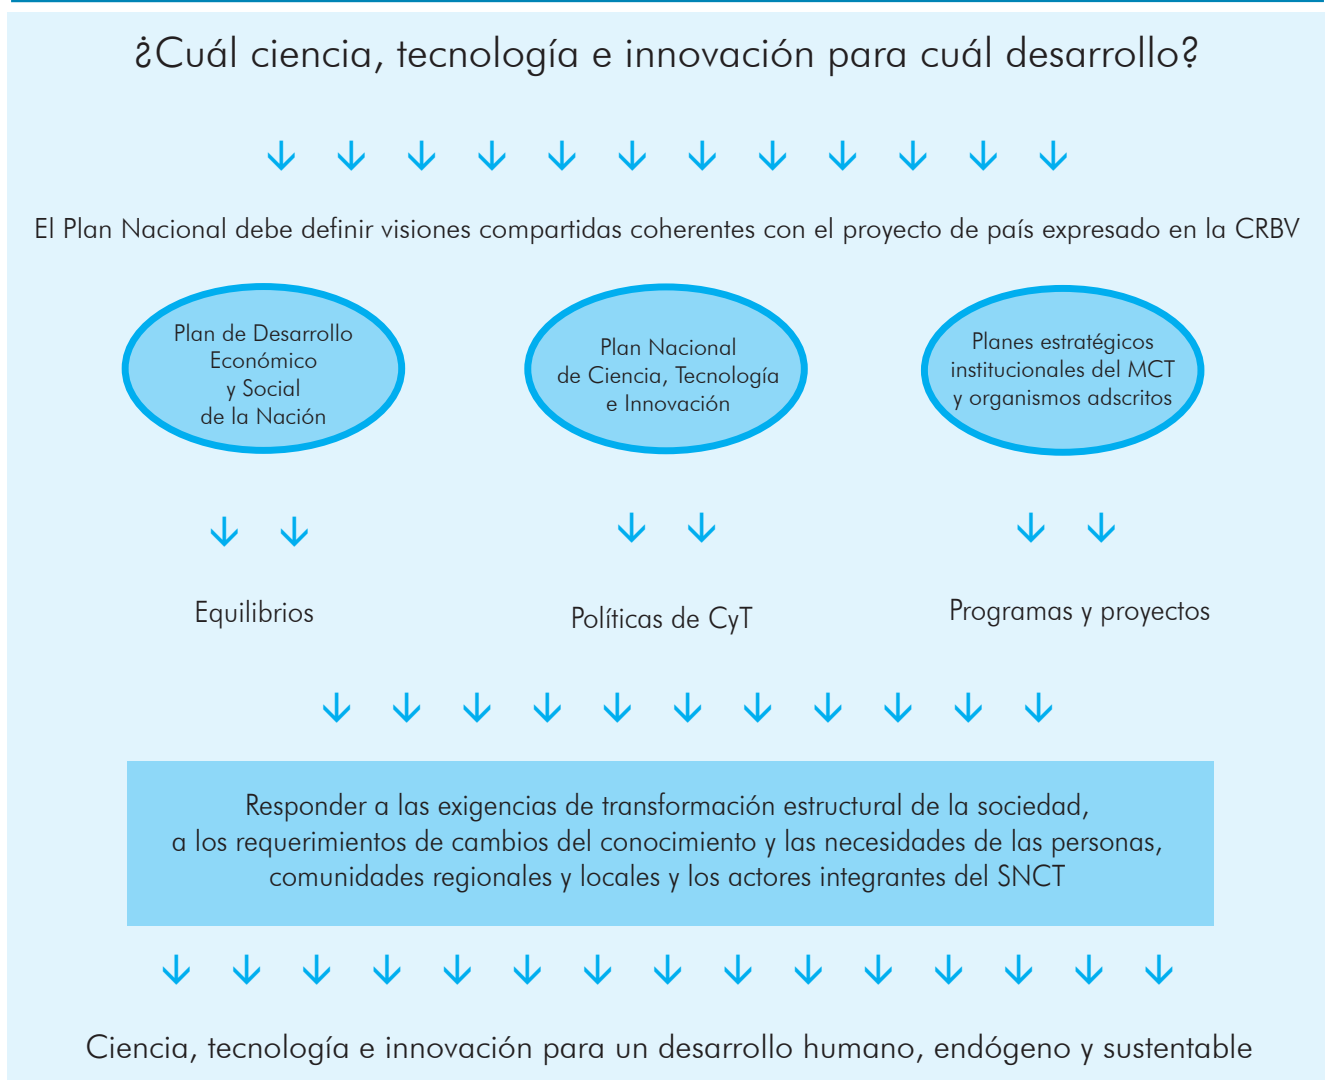 ¿Cuál ciencia, tecnología e innovación para cuál desarrollo?
El Plan Nacional debe definir visiones compartidas coherentes con el proyecto de país expresado en la CRBV
Plan de Desarrollo
Económico
y Social
de la Nación
Plan Nacional
de Ciencia, Tecnología
e Innovación
Planes estratégicos
institucionales del MCT
y organismos adscritos
Equilibrios
Políticas de CyT
Programas y proyectos
Responder a las exigencias de transformación estructural de la sociedad,
a los requerimientos de cambios del conocimiento y las necesidades de las personas,
comunidades regionales y locales y los actores integrantes del SNCT
Ciencia, tecnología e innovación para un desarrollo humano, endógeno y sustentable